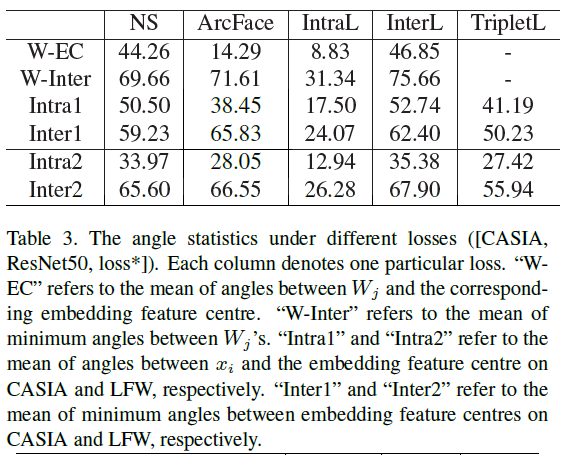 NS ArcFace IntraL InterL TripletL
W-EC 44.26 14.29 8.83 46.85 -
W-Inter 69.66 71.61 31.34 75.66 -
Intra1 50.50 38.45 17.50 52.74 41.19
Inter1 59.23 65.83 24.07 62.40 50.23
Intra2 33.97 28.05 12.94 35.38 27.42
Inter2 65.60 66.55 26.28 67.90 55.94
Table 3. The angle statistics under different losses ([CASIA,
ResNet50, loss*]). Each column denotes one particular loss. “W-
EC” refers to the mean of angles between Wj and the correspond-
ing embedding feature centre. “W-Inter” refers to the mean of
minimum angles between Wj’s. “Intra1” and “Intra2” refer to the
mean of angles between xi and the embedding feature centre on
CASIA and LFW, respectively. “Inter1” and “Inter2” refer to the
mean of minimum angles between embedding feature centres on
CASIA and LFW, respectively.